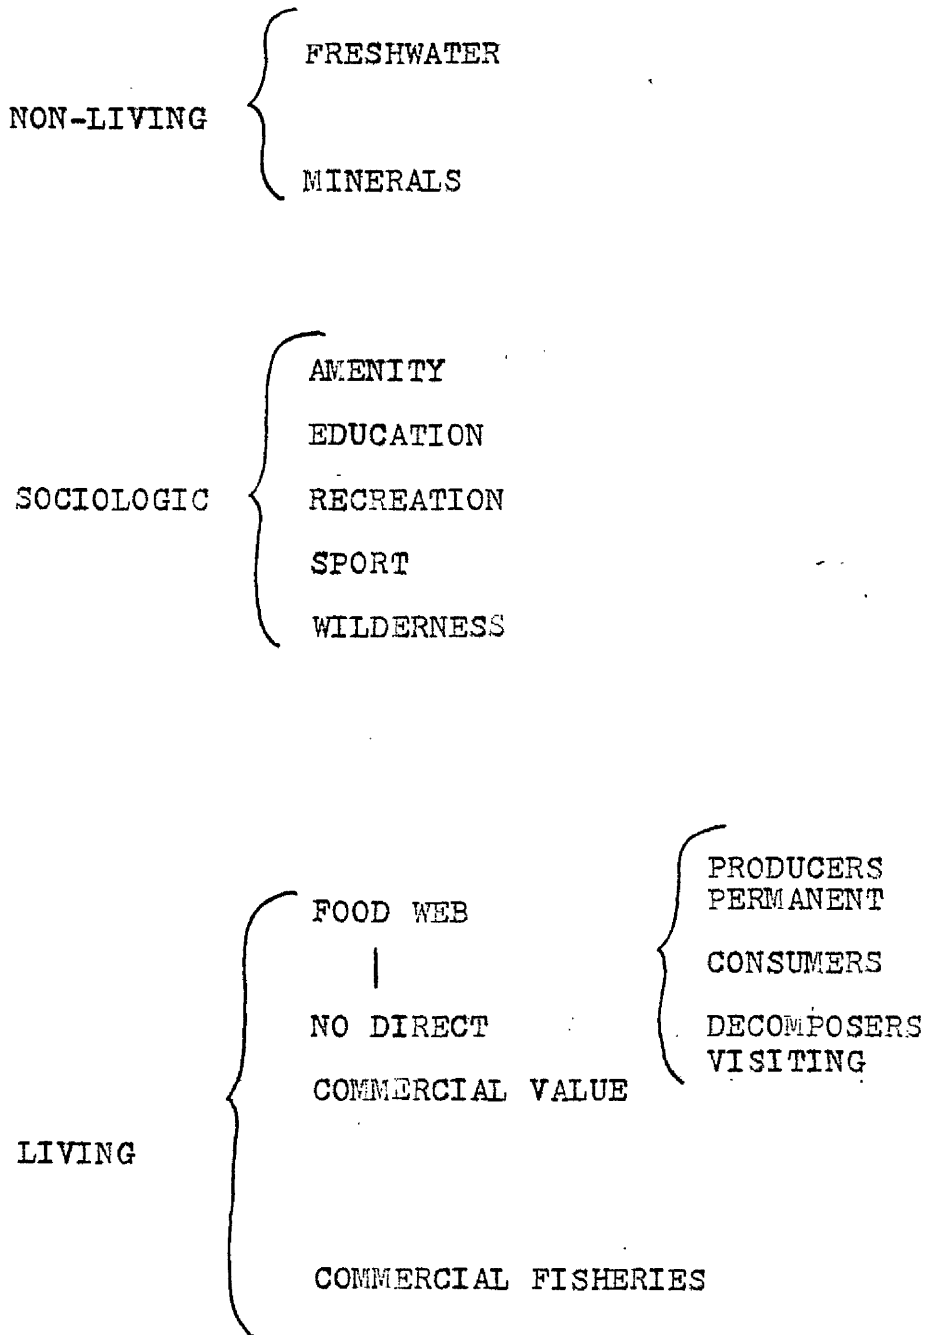 FRESHWATER
NON-LIVING
MINERALS
AMENITY
EDUCATION
SOCIOLOGIC
RECREATION
SPORT
WILDERNESS
FOOD WEB
NO DIRECT
COMMERCIAL VALUE
PRODUCERS
PERMANENT
CONSUMERS
DECOMPOSERS
VISITING
LIVING
COMMERCIAL FISHERIES